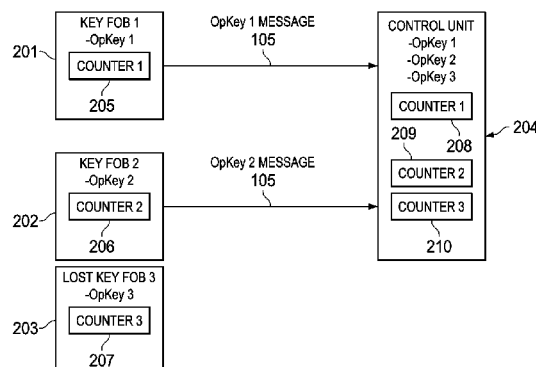 KEY FOB 1
-OpKey 1
COUNTER 1
205
201
OpKey 1 MESSAGE
105
CONTROL UNIT
-OpKey 1
-OpKey 2
-OpKey 3
COUNTER 1
208
209
204
COUNTER 2
COUNTER 3
210
KEY FOB 2
-OpKey 2
COUNTER 2
206
202
OpKey 2 MESSAGE
105
LOST KEY FOB 3
-OpKey 3
COUNTER 3
207
203